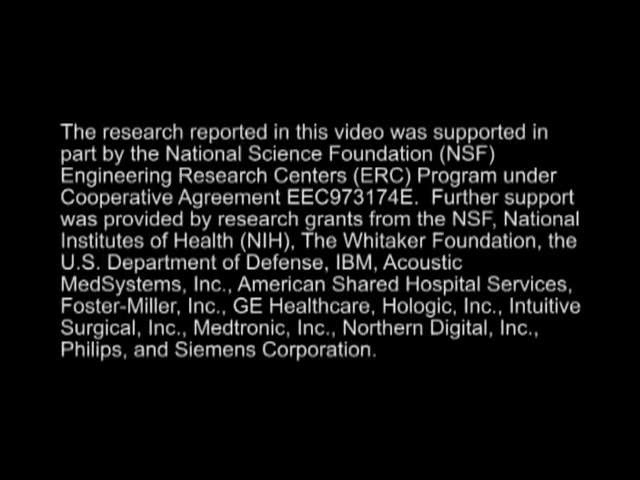 The research reported in this video was supported in
part by the National Science Foundation (NSF)
Engineering Research Centers (ERC) Program under
Cooperative Agreement EEC973174E.  Further support
was provided by research grants from the NSF, National
Institutes of Health (NIH), The Whitaker Foundation, the
U.S. Department of Defense, IBM, Acoustic
MedSystems, Inc., American Shared Hospital Services,
Foster-Miller, Inc., GE Healthcare, Hologic, Inc., Intuitive
Surgical, Inc., Medtronic, Inc., Northern Digital, Inc.,
Philips, and Siemens Corporation.